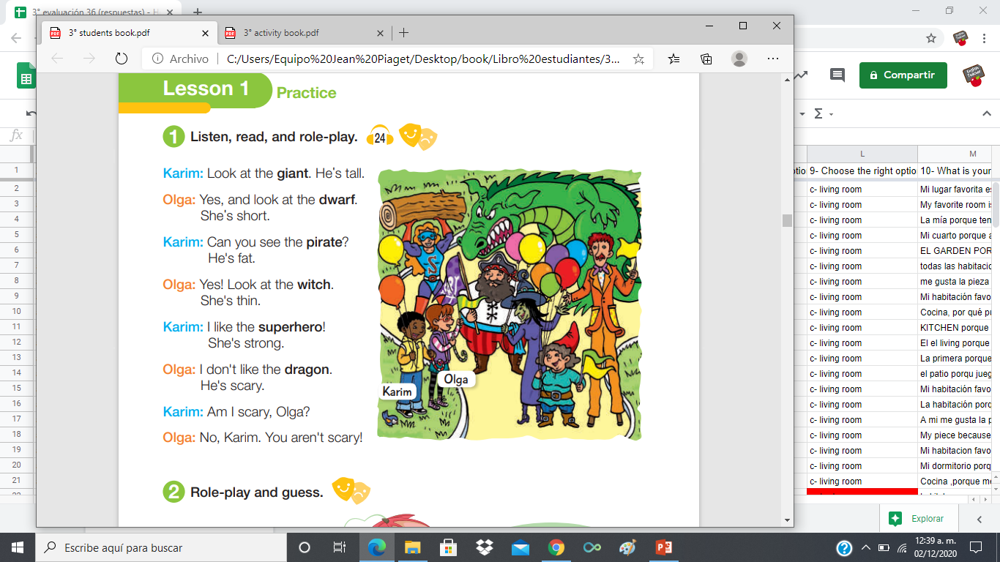 3° evaluación 36 (respuestas) - H
3° students book.pdf
3° activity book.pdf
Archivo
C:/Users/Equipo%20Jean%20Piaget/Desktop/book/Libro%20estudiantes/3...
Compartir
fx
Lesson 1 Practice
1 Listen, read, and role-play. 24
Karim: Look at the giant. He's tall.
Olga: Yes, and look at the dwarf.
She's short.
Karim: Can you see the pirate?
He's fat.
Olga: Yes! Look at the witch.
She's thin.
Karim: I like the superhero!
She's strong.
Olga: I don't like the dragon.
He's scary.
Karim: Am I scary, Olga?
Olga: No, Karim. You aren't scary!
S
Karim
Olga
2 Role-play and guess.
L M
1 9- Choose the right optio 10- What is your
2 c- living room Mi lugar favorita es
3 c- living room My favorite room is
4 c- living room La mía porque ten
5 c- living room Mi cuarto porque a
6 c- living room EL GARDEN POR
7 c- living room todas las habitacio
8 c- living room me gusta la pieza
9 c- living room Mi habitación favo
10 c- living room Cocina, por qué pu
11 c- living room KITCHEN porque
12 c- living room El el living porque
13 c- living room La primera porque
14 c- living room el patio porqu jueg
15 c- living room Mi habitación favo
16 c- living room La habitación porq
17 c- living room A mi me gusta la p
18 c- living room My piece because
19 c- living room Mi habitacion favo
20 c- living room Mi dormitorio porq
21 c- living room Cocina ,porque me
Explorar
Escribe aquí para buscar
12:39 a. m.
02/12/2020